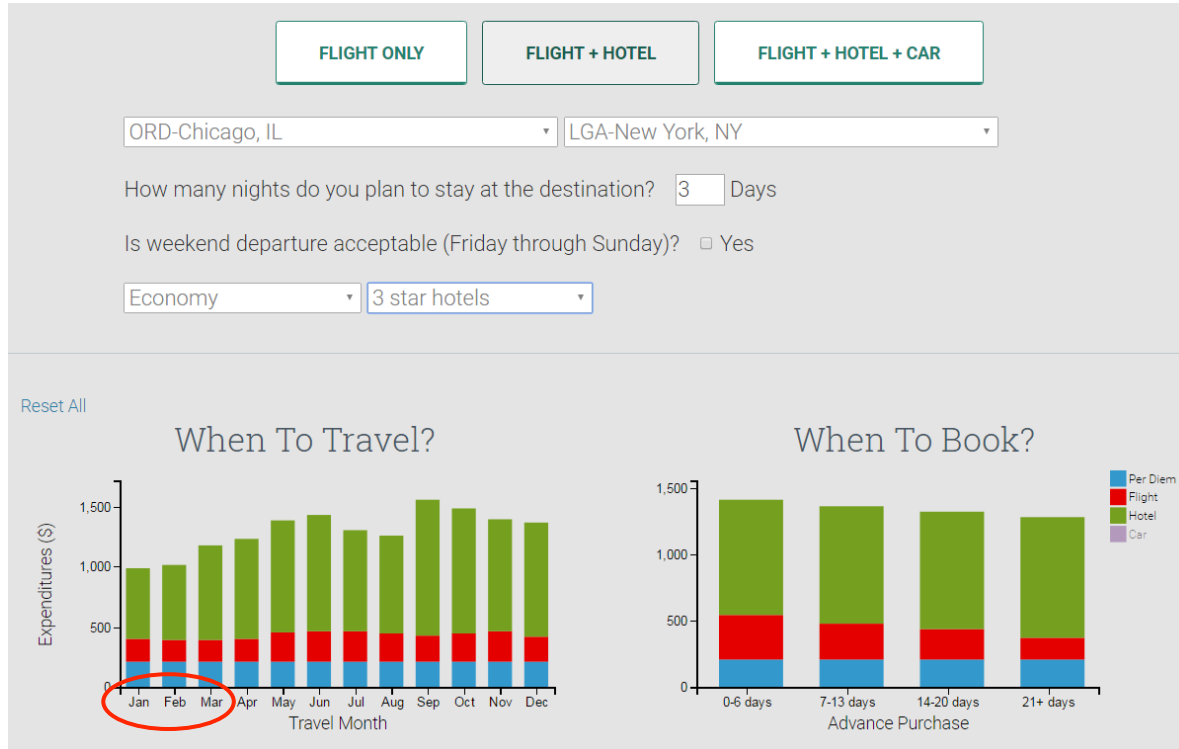 FLIGHT ONLY FLIGHT + HOTEL FLIGHT + HOTEL + CAR
ORD-Chicago, IL LGA-New York, NY
How many nights do you plan to stay at the destination? 3 Days
Is weekend departure acceptable (Friday through Sunday)? Yes
Economy 3 star hotels
Reset All
When To Travel?
Expenditures ($)
1,500
1,000
500
0
Jan Feb Mar Apr May Jun Jul Aug Sep Oct Nov Dec
Travel Month
When To Book?
1,500
1,000
500
0
0-6 days 7-13 days 14-20 days 21+ days
Advance Purchase
Per Diem
Flight
Hotel
Car